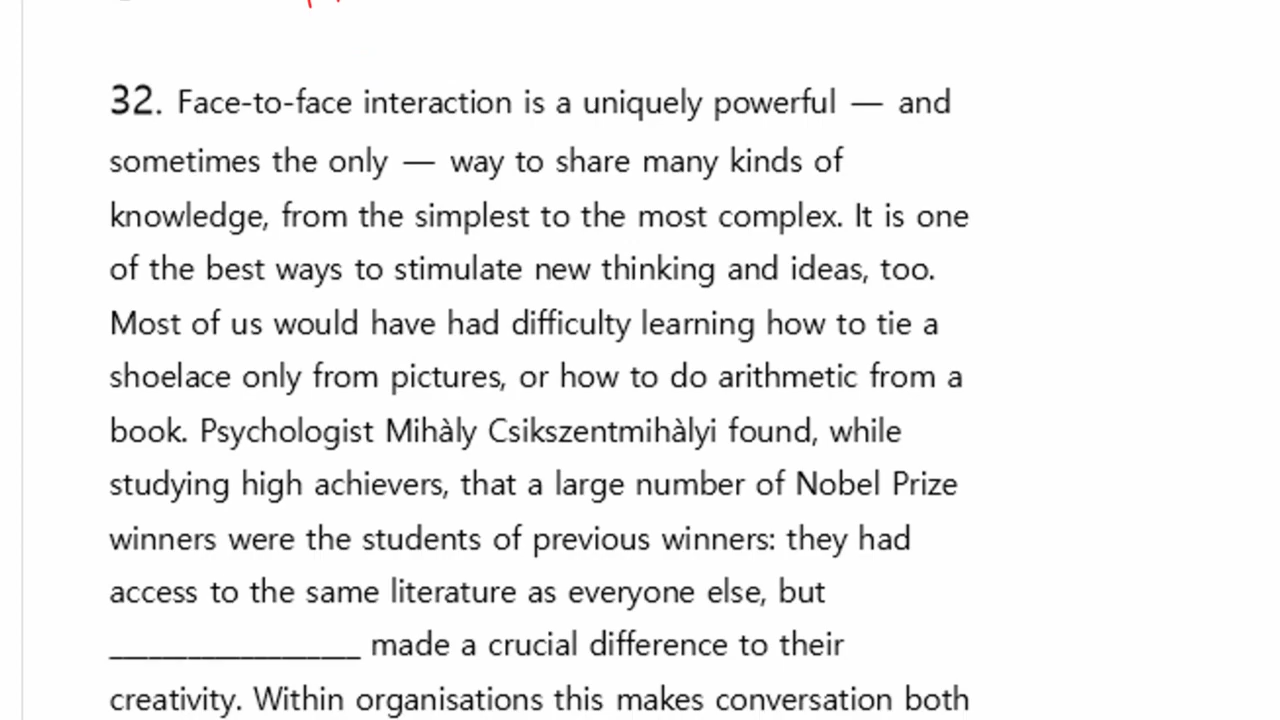 32. Face-to-face interaction is a uniquely powerful — and
sometimes the only — way to share many kinds of
knowledge, from the simplest to the most complex. It is one
of the best ways to stimulate new thinking and ideas, too.
Most of us would have had difficulty learning how to tie a
shoelace only from pictures, or how to do arithmetic from a
book. Psychologist Mihàly Csikszentmihàlyi found, while
studying high achievers, that a large number of Nobel Prize
winners were the students of previous winners: they had
access to the same literature as everyone else, but
__________________ made a crucial difference to their
creativity. Within organisations this makes conversation both